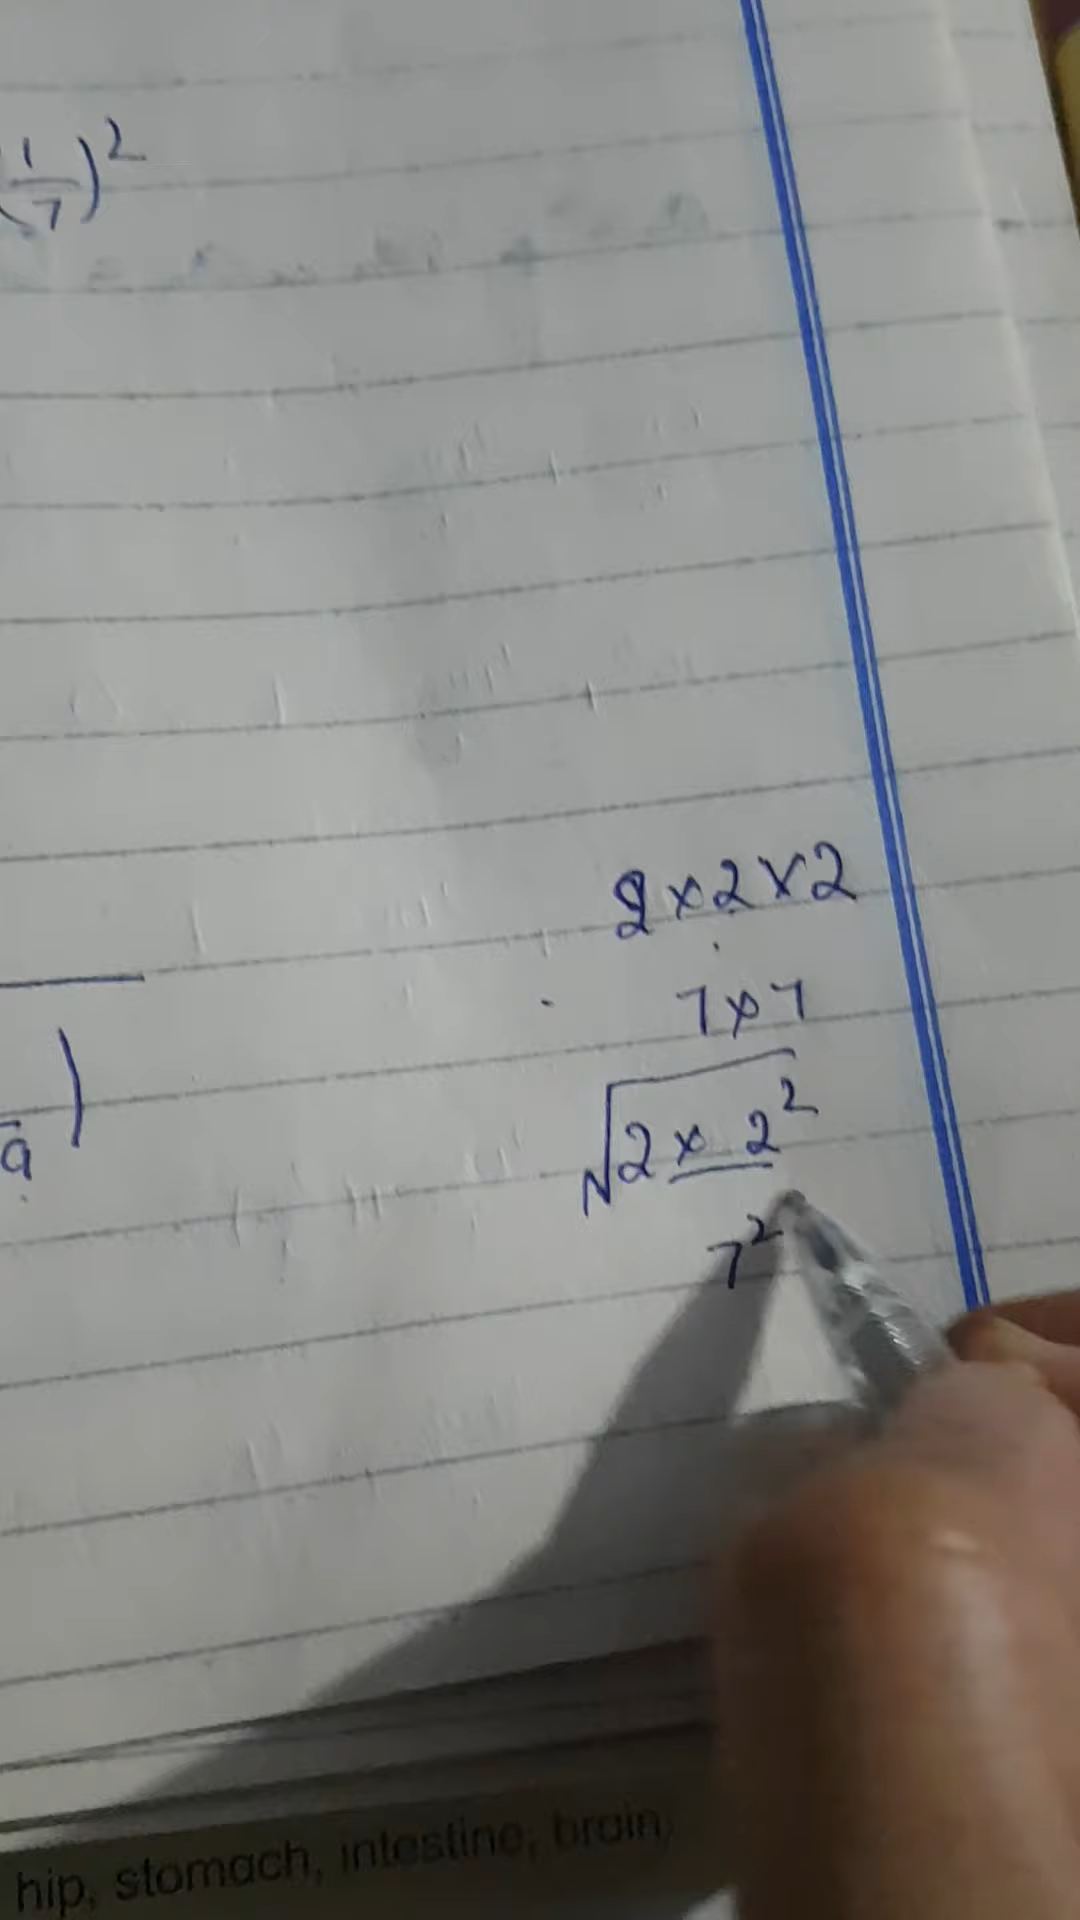 (1/7)²
2×2×2
7×7
a)
√2×2²
7²
hip, stomach, intestine, brain